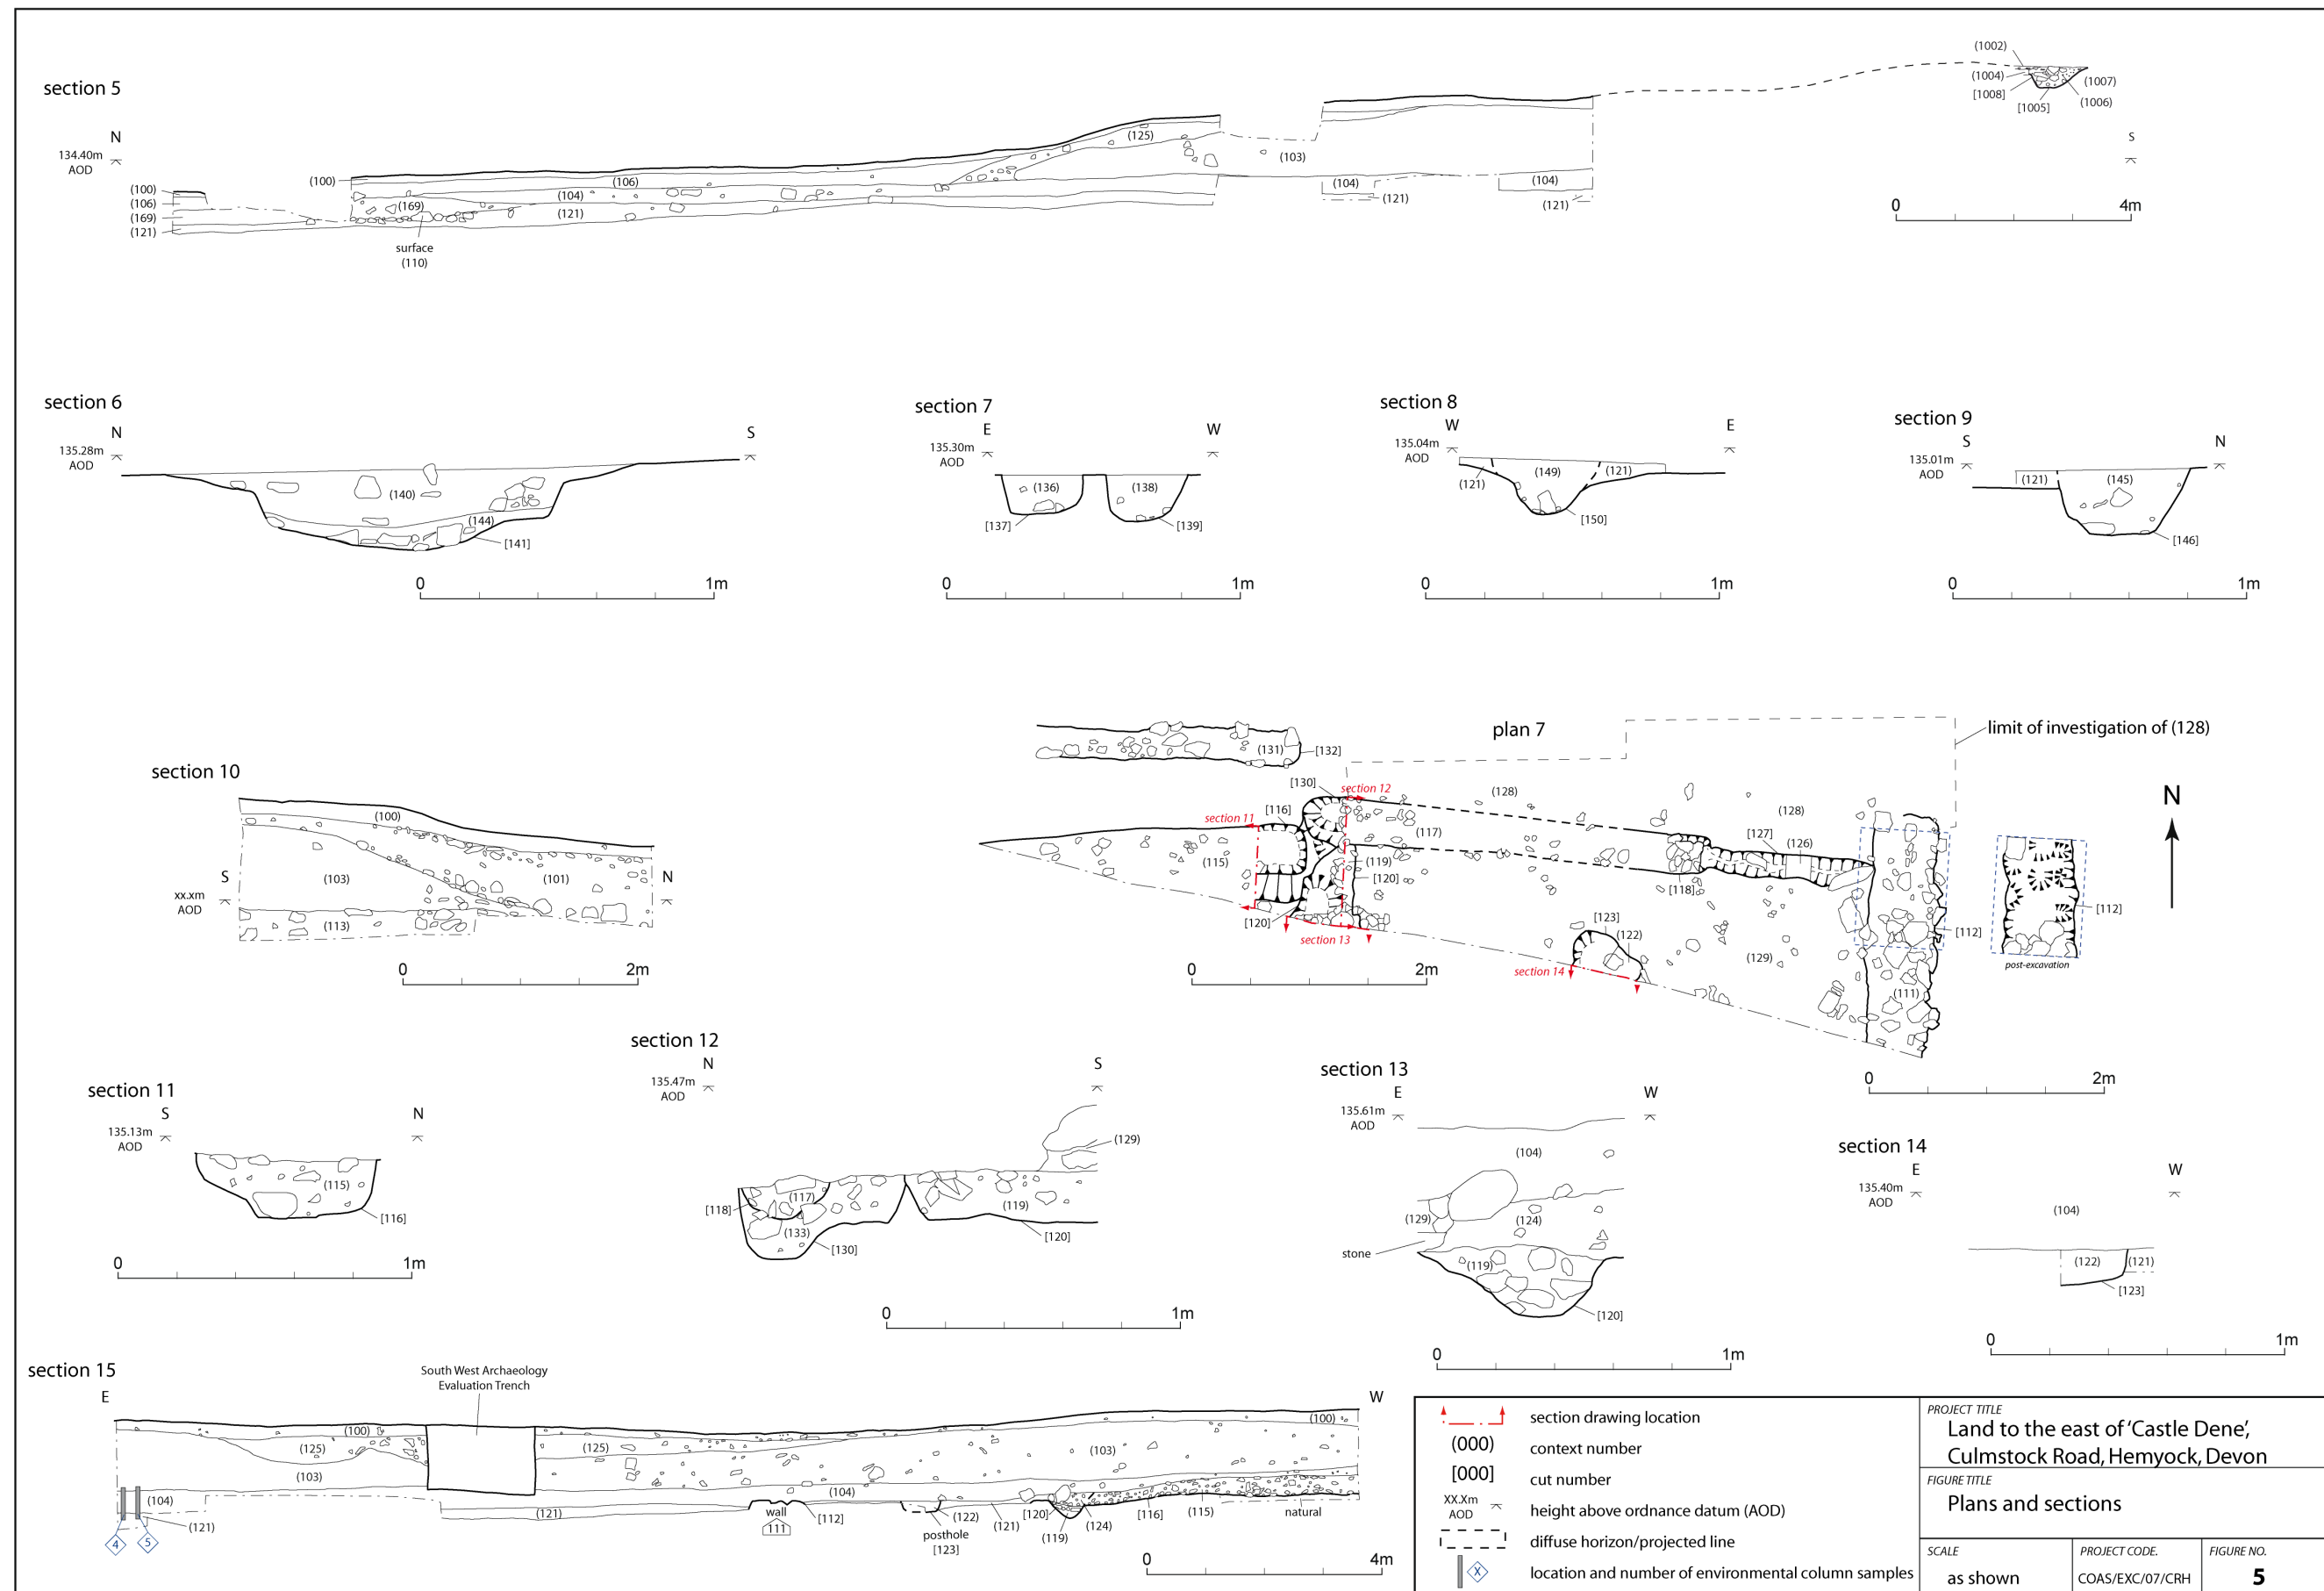 section 5
N
134.40m
AOD
(100)
(106)
(169)
(121)
(100)
(106)
(104)
(169)
(121)
surface
(110)
(125)
(103)
(104)
(121)
(104)
(121)
(1002)
(1004)
[1008]
[1005]
(1007)
(1006)
S
0 4m
section 6
N
135.28m
AOD
S
(140)
(144)
[141]
0 1m
section 7
E
135.30m
AOD
W
(136)
(138)
[137]
[139]
0 1m
section 8
W
135.04m
AOD
E
(149)
(121)
(121)
[150]
0 1m
section 9
S
135.01m
AOD
N
(121)
(145)
[146]
0 1m
section 10
(100)
S
xx.xm
AOD
(103)
(101)
N
(113)
0 2m
plan 7
limit of investigation of (128)
(131)
[132]
[130]
section 12
[116]
section 11
(115)
(117)
(119)
[120]
[120]
section 13
(128)
(128)
[127]
(126)
[118]
[123]
(122)
section 14
(129)
(111)
[112]
[112]
post-excavation
N
0 2m
0 2m
section 11
S
135.13m
AOD
N
(115)
[116]
0 1m
section 12
N
135.47m
AOD
S
(129)
[118]
(117)
(133)
[130]
(119)
[120]
0 1m
section 13
E
135.61m
AOD
W
(104)
(129)
(124)
stone
(119)
[120]
0 1m
section 14
E
135.40m
AOD
W
(104)
(122)
(121)
[123]
0 1m
section 15
E
South West Archaeology
Evaluation Trench
W
(100)
(125)
(103)
(104)
(121)
4
5
(125)
(121)
wall
111
[112]
(104)
(122)
posthole
[123]
(121)
[120]
(119)
(124)
[116]
(115)
natural
(103)
(100)
0 4m
section drawing location
(000)
context number
[000]
cut number
XX.Xm
AOD
height above ordnance datum (AOD)
diffuse horizon/projected line
X
location and number of environmental column samples
PROJECT TITLE
Land to the east of ‘Castle Dene’,
Culmstock Road, Hemyock, Devon
FIGURE TITLE
Plans and sections
SCALE
as shown
PROJECT CODE.
COAS/EXC/07/CRH
FIGURE NO.
5